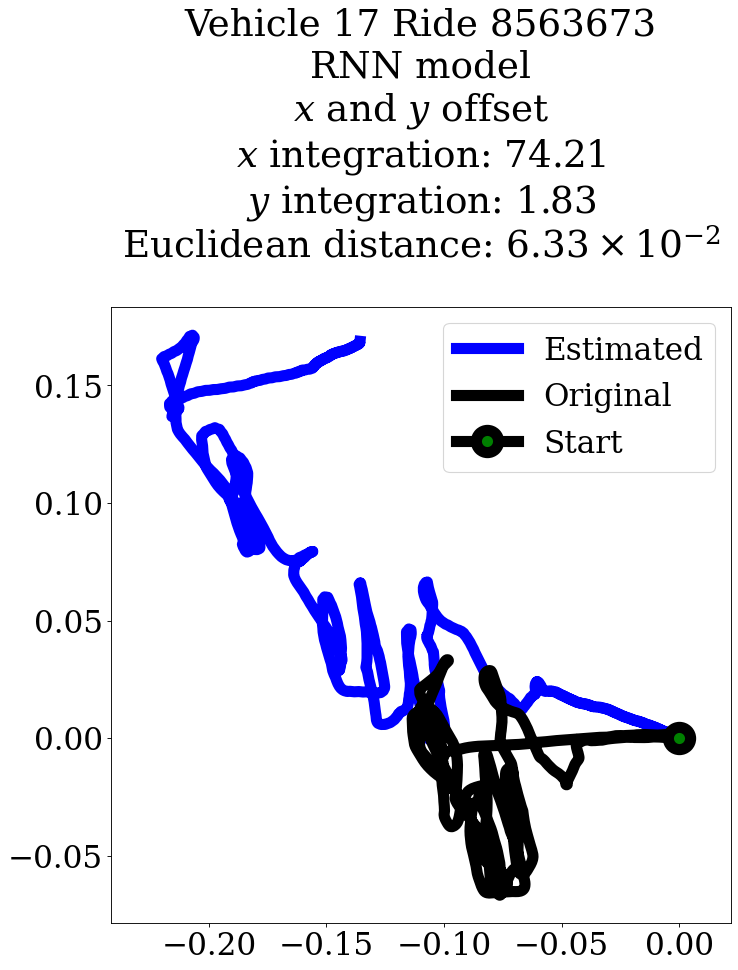 Vehicle 17 Ride 8563673
RNN model
x and y offset
x integration: 74.21
y integration: 1.83
Euclidean distance: 6.33 × 10⁻²
Estimated
Original
Start
0.15
0.10
0.05
0.00
−0.05
−0.20 −0.15 −0.10 −0.05 0.00